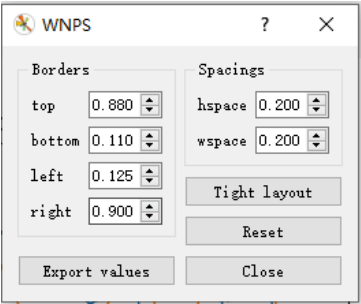 WNPS ?
Borders
top 0.880
bottom 0.110
left 0.125
right 0.900
Spacings
hspace 0.200
wspace 0.200
Tight layout
Reset
Export values
Close